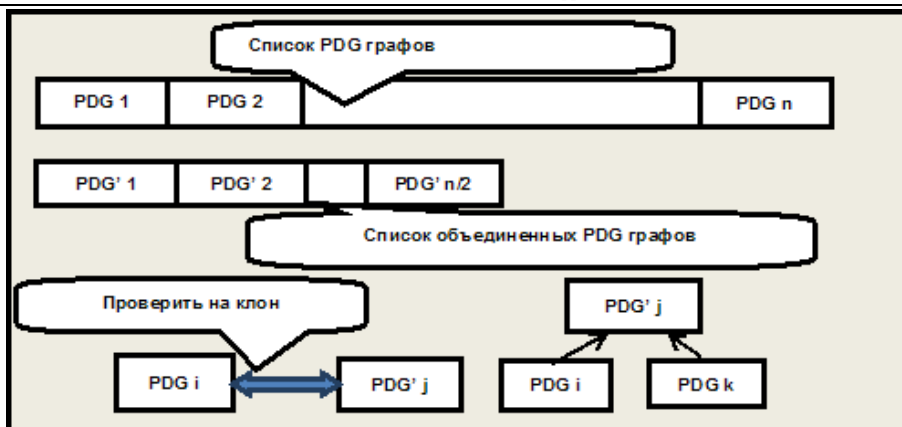 Список PDG графов
PDG 1 PDG 2 PDG n
PDG' 1 PDG' 2 PDG' n/2
Список объединенных PDG графов
Проверить на клон
PDG' j
PDG i PDG' j PDG i PDG k